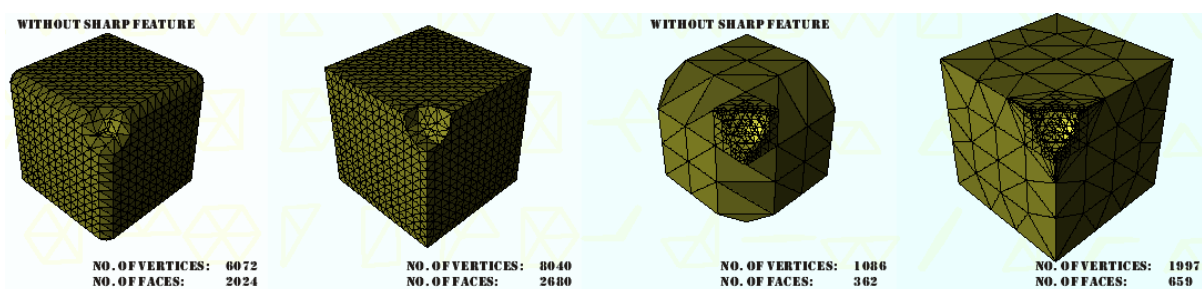 WITHOUT SHARP FEATURE
WITHOUT SHARP FEATURE
NO. OF VERTICES: 6072
NO. OF FACES: 2024
NO. OF VERTICES: 8040
NO. OF FACES: 2680
NO. OF VERTICES: 1086
NO. OF FACES: 362
NO. OF VERTICES: 1997
NO. OF FACES: 659